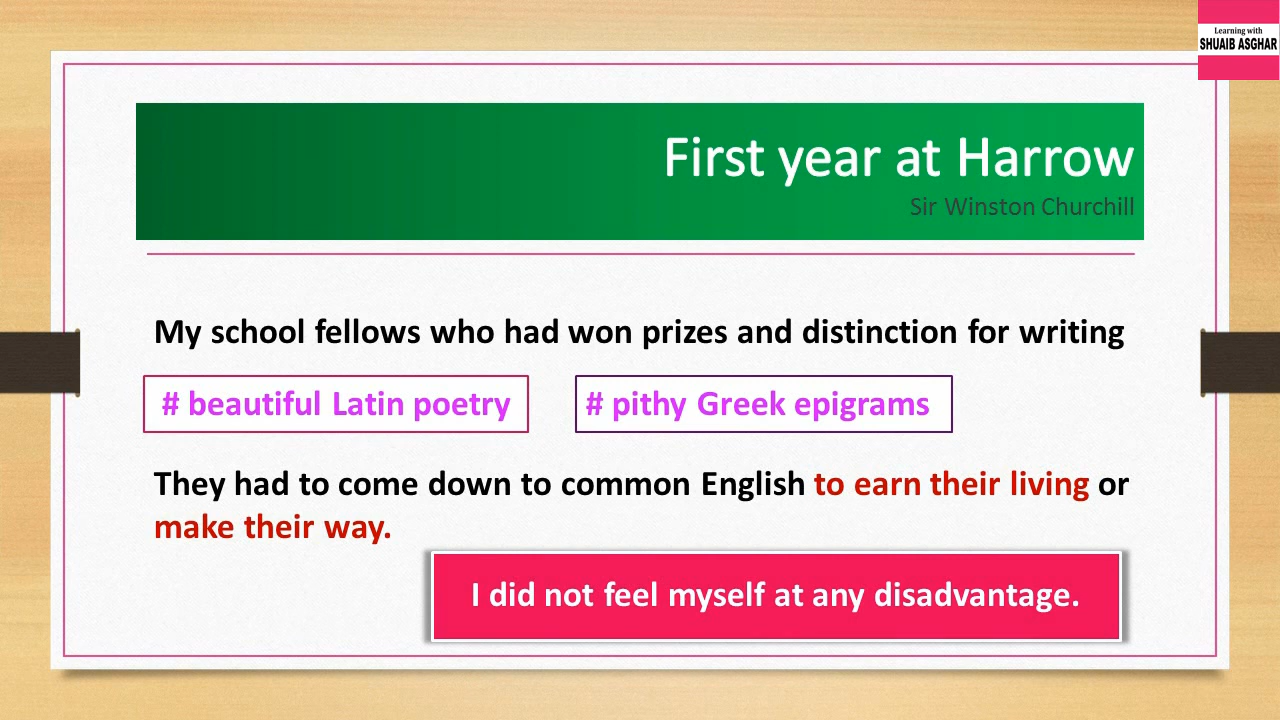 Learning with
SHUAIB ASGHAR
First year at Harrow
Sir Winston Churchill
My school fellows who had won prizes and distinction for writing
# beautiful Latin poetry
# pithy Greek epigrams
They had to come down to common English to earn their living or
make their way.
I did not feel myself at any disadvantage.